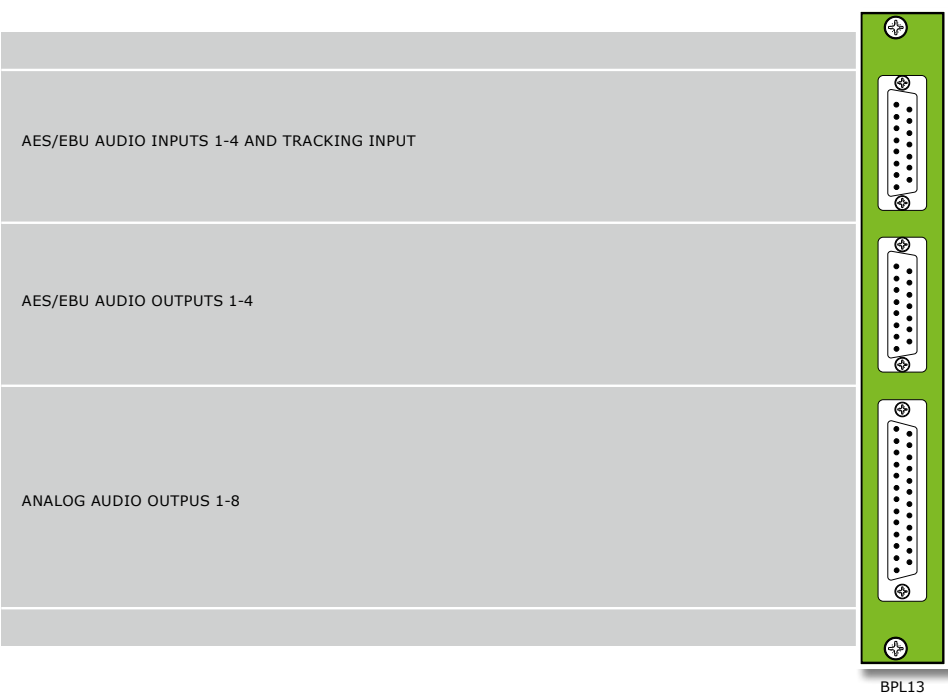 AES/EBU AUDIO INPUTS 1-4 AND TRACKING INPUT
AES/EBU AUDIO OUTPUTS 1-4
ANALOG AUDIO OUTPUS 1-8
BPL13